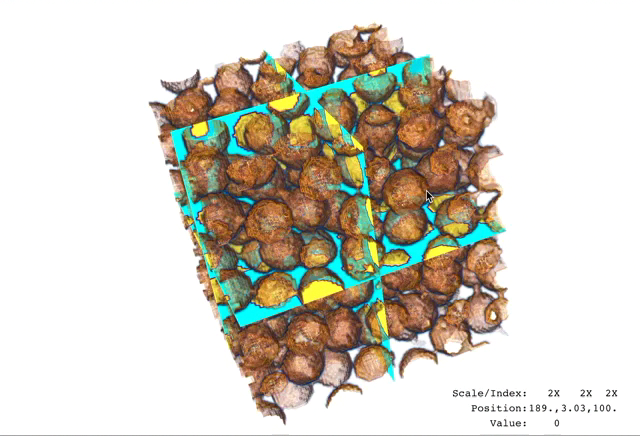 Scale/Index: 2X 2X 2X
Position:189.,3.03,100.
Value: 0